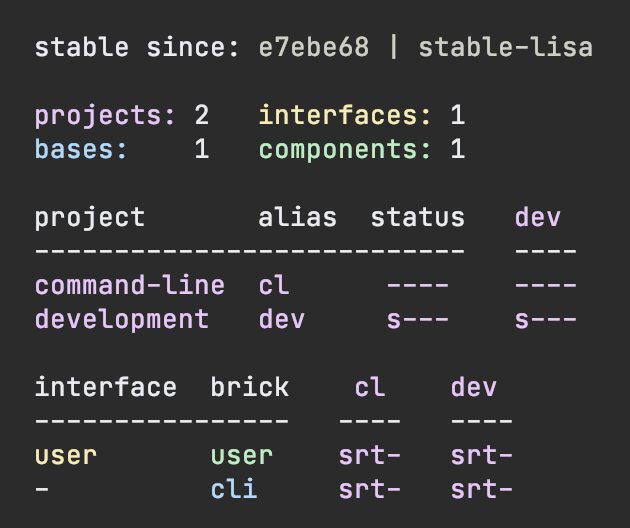 stable since: e7ebe68 | stable-lisa
projects: 2   interfaces: 1
bases:    1   components: 1
project       alias  status   dev
---------------------------   ----
command-line  cl      ----    ----
development   dev     s---    s---
interface  brick    cl    dev
----------------   ----   ----
user       user    srt-   srt-
-          cli     srt-   srt-